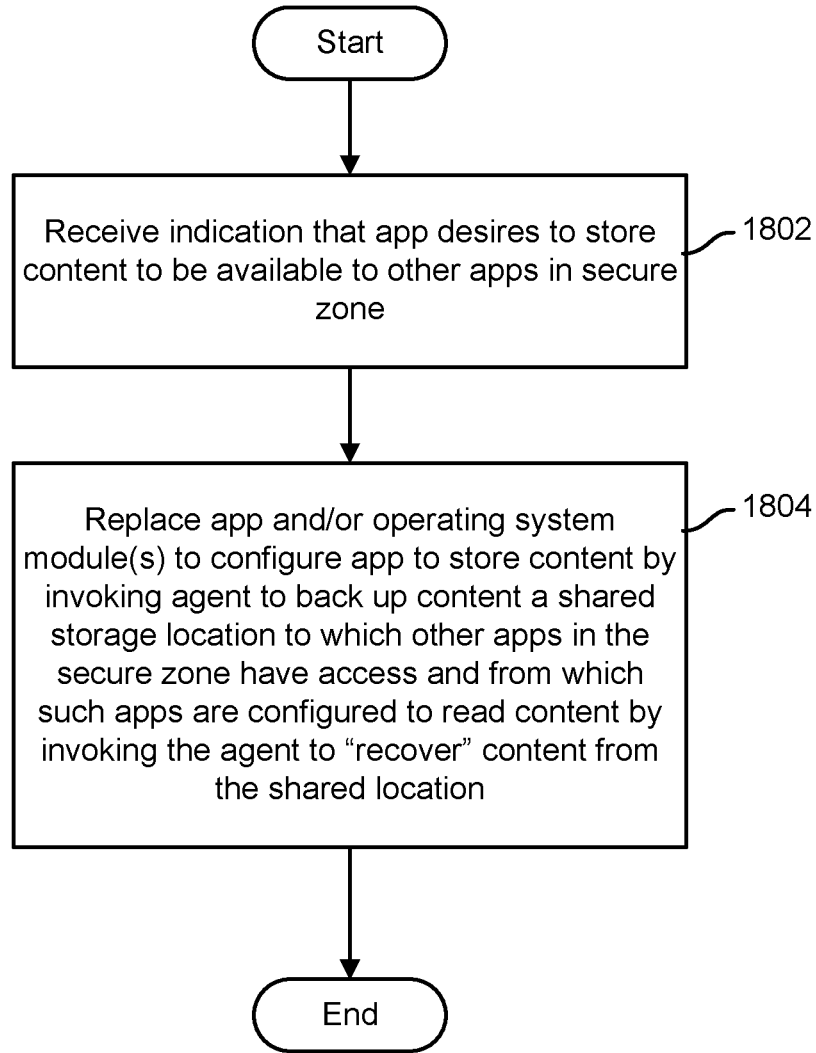 Start
Receive indication that app desires to store
content to be available to other apps in secure
zone
1802
Replace app and/or operating system
module(s) to configure app to store content by
invoking agent to back up content a shared
storage location to which other apps in the
secure zone have access and from which
such apps are configured to read content by
invoking the agent to “recover” content from
the shared location
1804
End